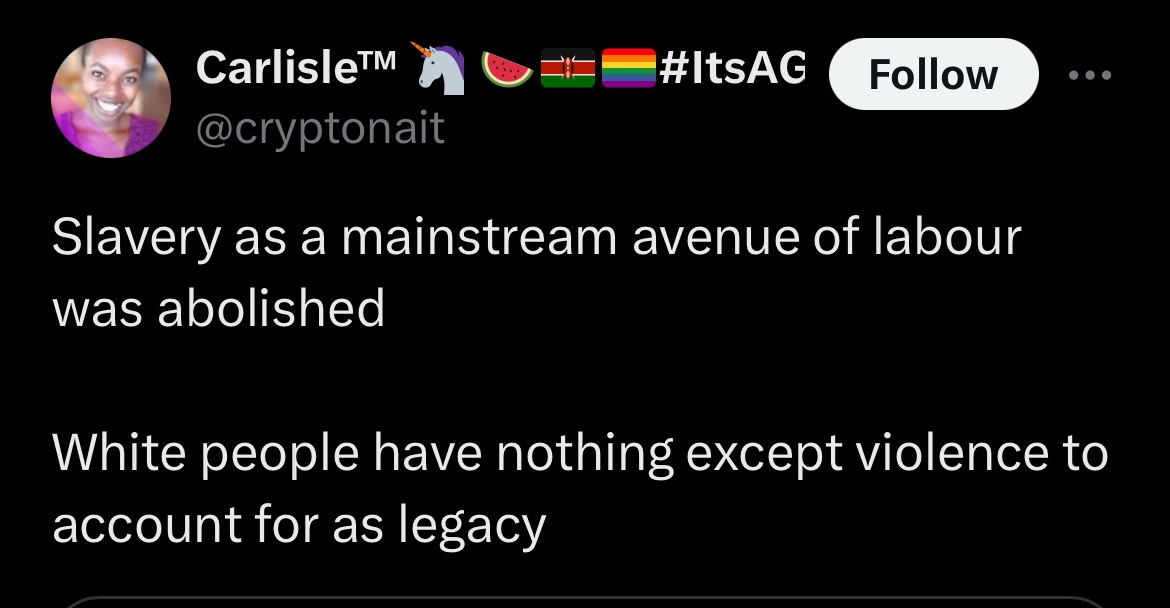 Carlisle™ 🦄 🍉🇰🇪🏳️‍🌈#ItsAG
Follow
@cryptonait
Slavery as a mainstream avenue of labour
was abolished
White people have nothing except violence to
account for as legacy